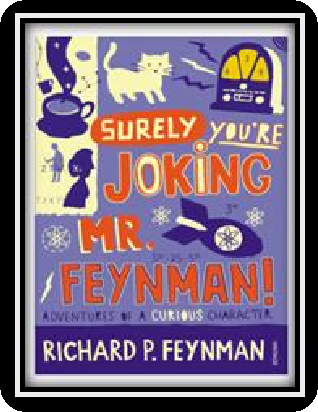 SURELY YOU'RE
JOKING
MR.
FEYNMAN!
ADVENTURES OF A CURIOUS CHARACTER
RICHARD P. FEYNMAN